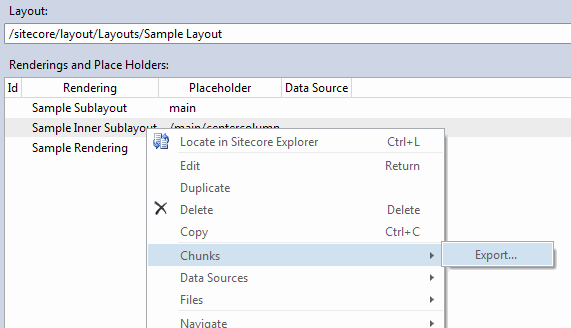 Layout:
/sitecore/layout/Layouts/Sample Layout
Renderings and Place Holders:
Id Rendering Placeholder Data Source
Sample Sublayout main
Sample Inner Sublayout /main/centercolumn
Sample Rendering
Locate in Sitecore Explorer Ctrl+L
Edit Return
Duplicate
Delete Delete
Copy Ctrl+C
Chunks Export...
Data Sources
Files
Navigate